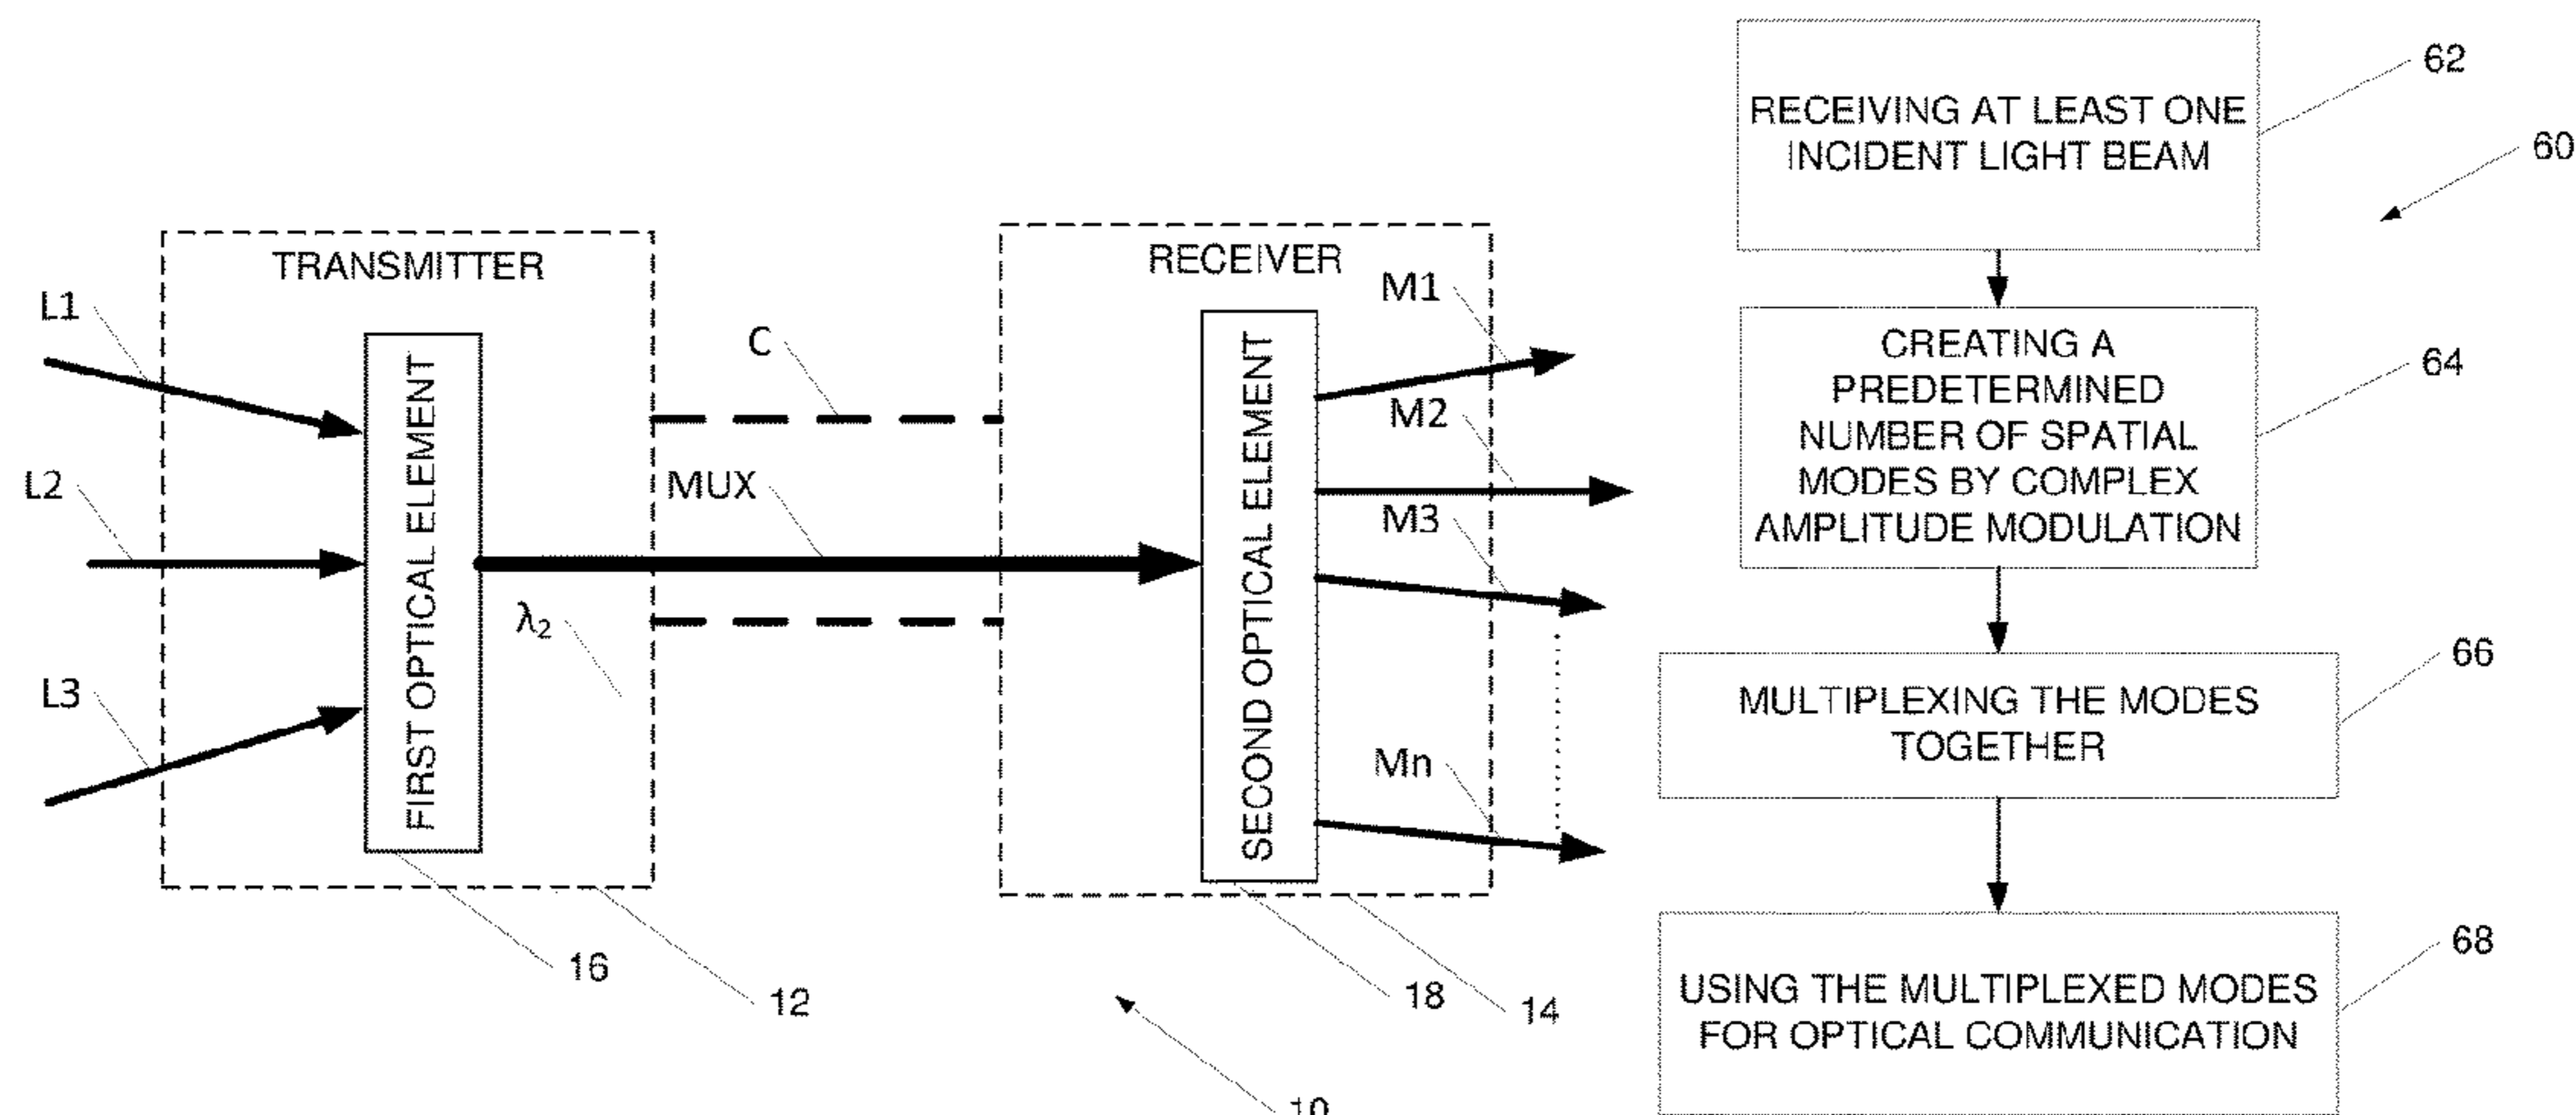 TRANSMITTER
RECEIVER
L1
L2
L3
FIRST OPTICAL ELEMENT
C
MUX
λ2
SECOND OPTICAL ELEMENT
M1
M2
M3
Mn
16
12
18
14
10
RECEIVING AT LEAST ONE
INCIDENT LIGHT BEAM
62
60
CREATING A
PREDETERMINED
NUMBER OF SPATIAL
MODES BY COMPLEX
AMPLITUDE MODULATION
64
MULTIPLEXING THE MODES
TOGETHER
66
USING THE MULTIPLEXED MODES
FOR OPTICAL COMMUNICATION
68